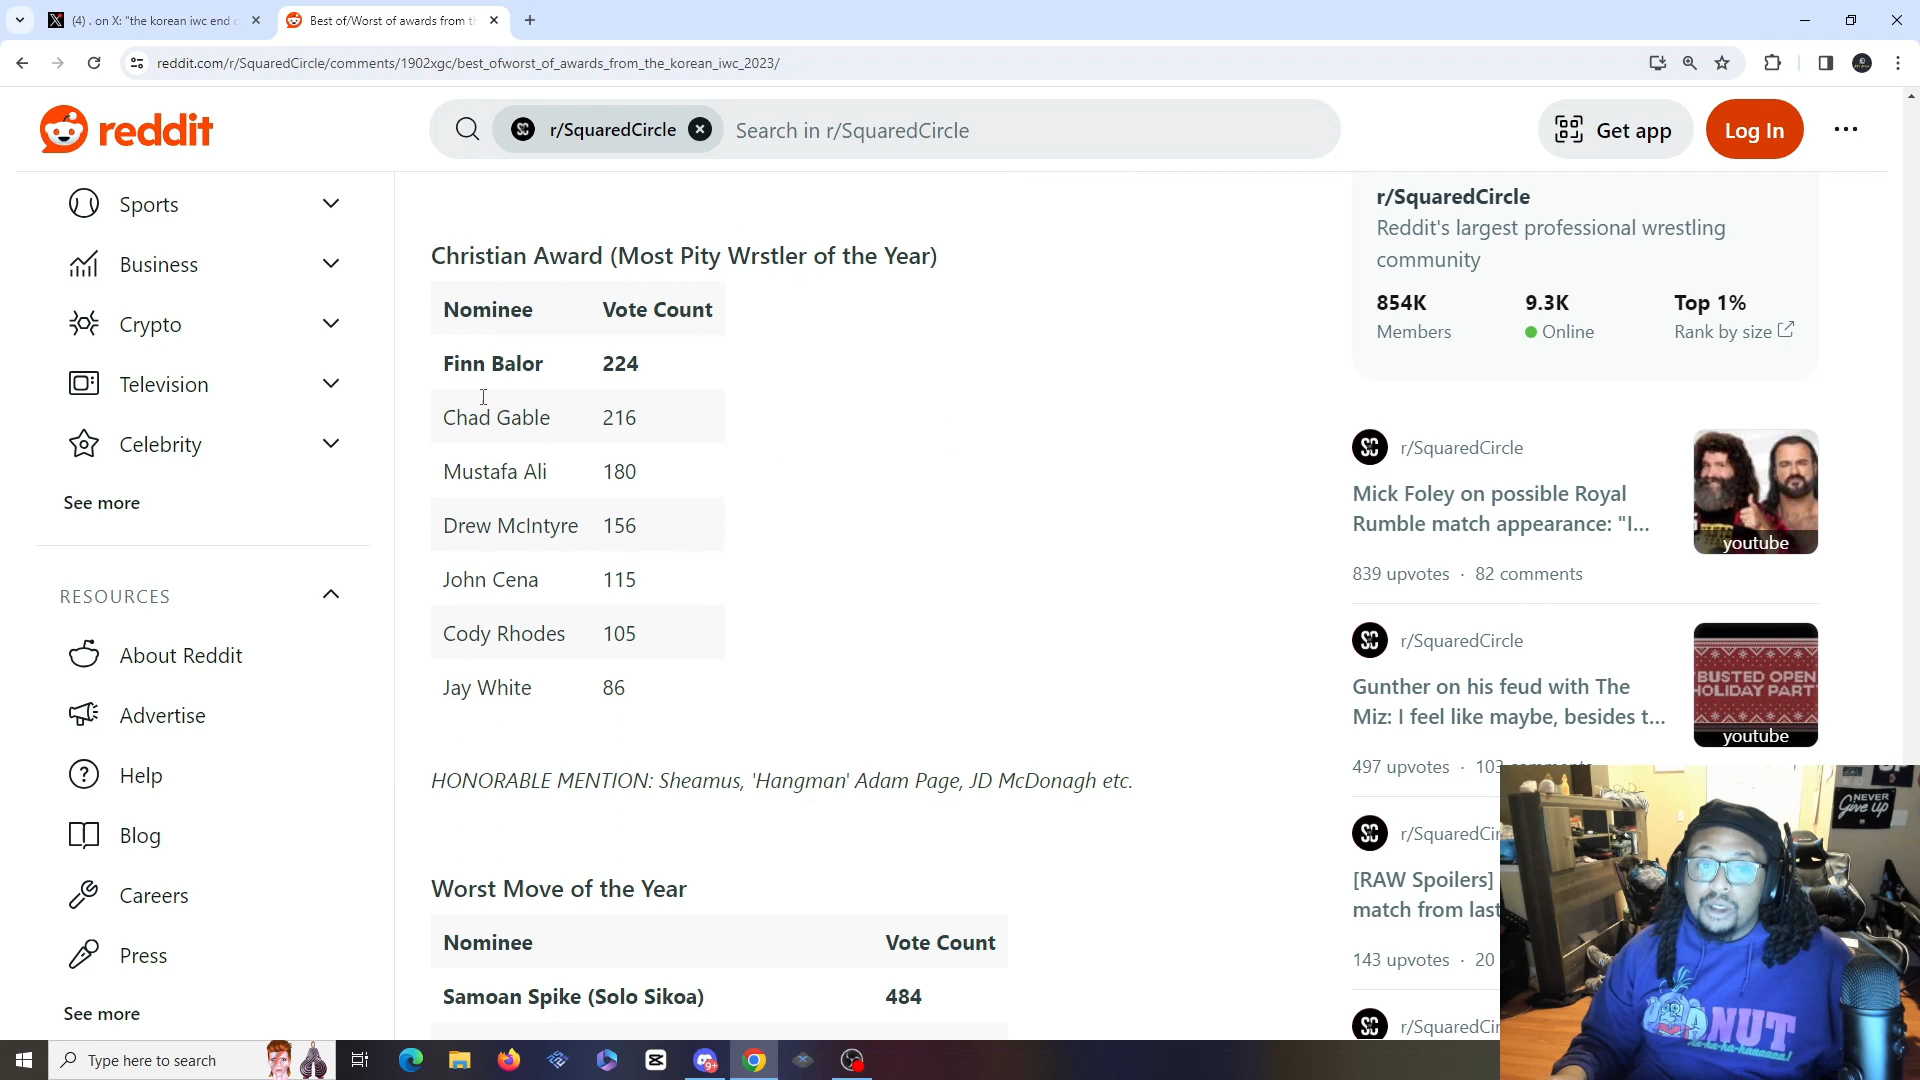 (4) . on X: "the korean iwc end
Best of/Worst of awards from
reddit.com/r/SquaredCircle/comments/1902xgc/best_ofworst_of_awards_from_the_korean_iwc_2023/
reddit
r/SquaredCircle
Search in r/SquaredCircle
Get app
Log In
Sports
Business
Crypto
Television
Celebrity
See more
RESOURCES
About Reddit
Advertise
Help
Blog
Careers
Press
See more
Christian Award (Most Pity Wrstler of the Year)
Nominee Vote Count
Finn Balor 224
Chad Gable 216
Mustafa Ali 180
Drew McIntyre 156
John Cena 115
Cody Rhodes 105
Jay White 86
HONORABLE MENTION: Sheamus, 'Hangman' Adam Page, JD McDonagh etc.
Worst Move of the Year
Nominee Vote Count
Samoan Spike (Solo Sikoa) 484
r/SquaredCircle
Reddit's largest professional wrestling
community
854K 9.3K Top 1%
Members Online Rank by size
r/SquaredCircle
Mick Foley on possible Royal
Rumble match appearance: "I...
youtube
839 upvotes · 82 comments
r/SquaredCircle
Gunther on his feud with The
Miz: I feel like maybe, besides t...
BUSTED OPEN
HOLIDAY PART
youtube
497 upvotes · 103 comments
r/SquaredCir
[RAW Spoilers]
match from last
143 upvotes · 20
r/SquaredCir
NEVER
Give UP
NUT
Type here to search
9+